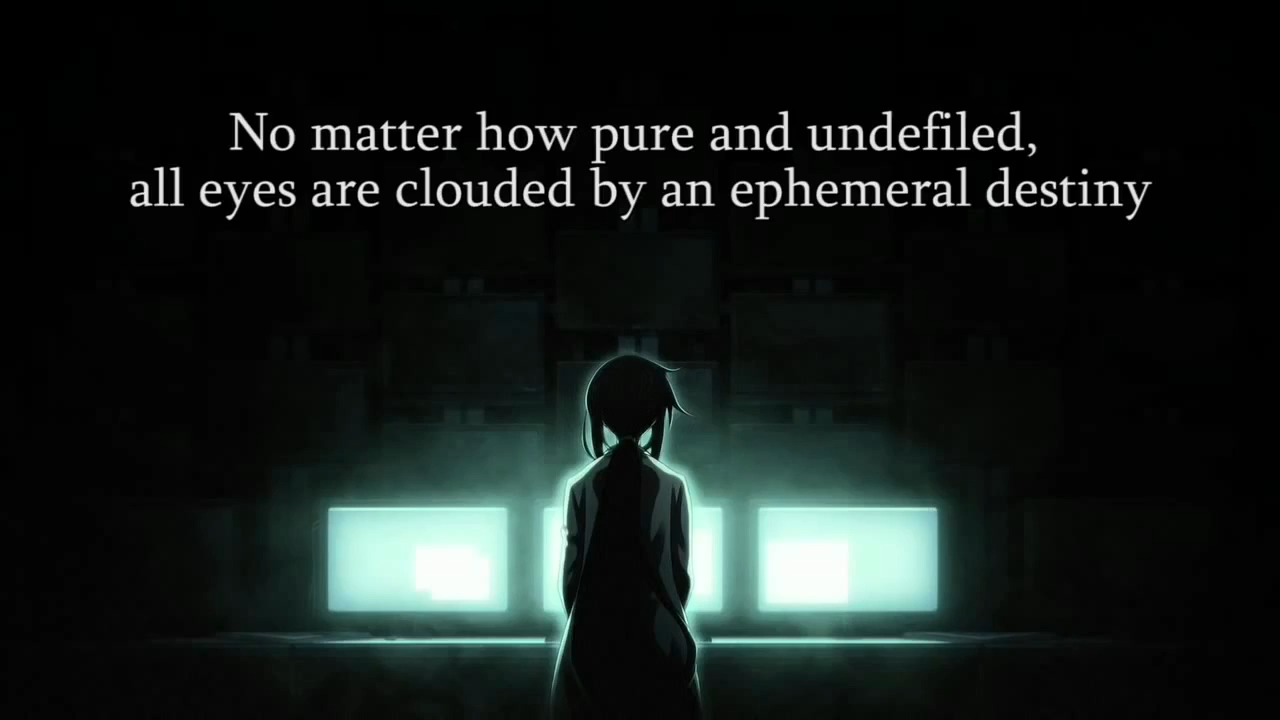 No matter how pure and undefiled,
all eyes are clouded by an ephemeral destiny